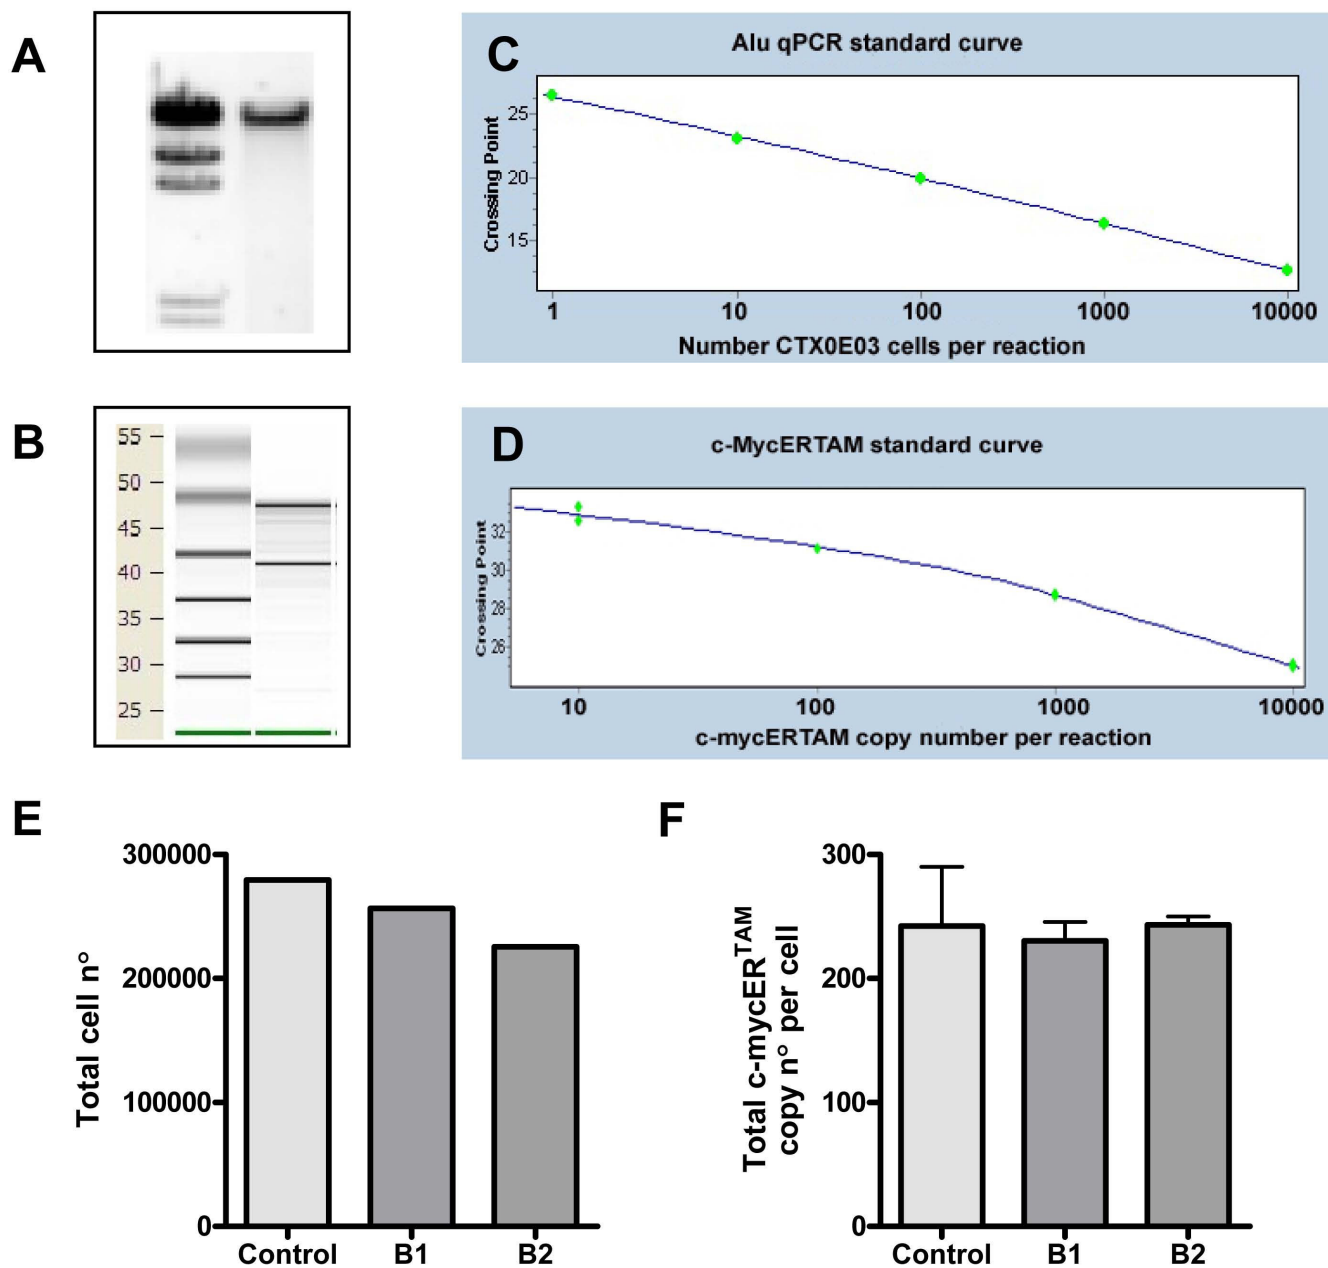 A
C
Alu qPCR standard curve
Crossing Point
25
20
15
1 10 100 1000 10000
Number CTX0E03 cells per reaction
B
55
50
45
40
35
30
25
D
c-MycERTAM standard curve
Crossing Point
32
30
28
26
10 100 1000 10000
c-mycERTAM copy number per reaction
E
Total cell n°
300000
200000
100000
0
Control B1 B2
F
Total c-mycERTAM
copy n° per cell
300
200
100
0
Control B1 B2